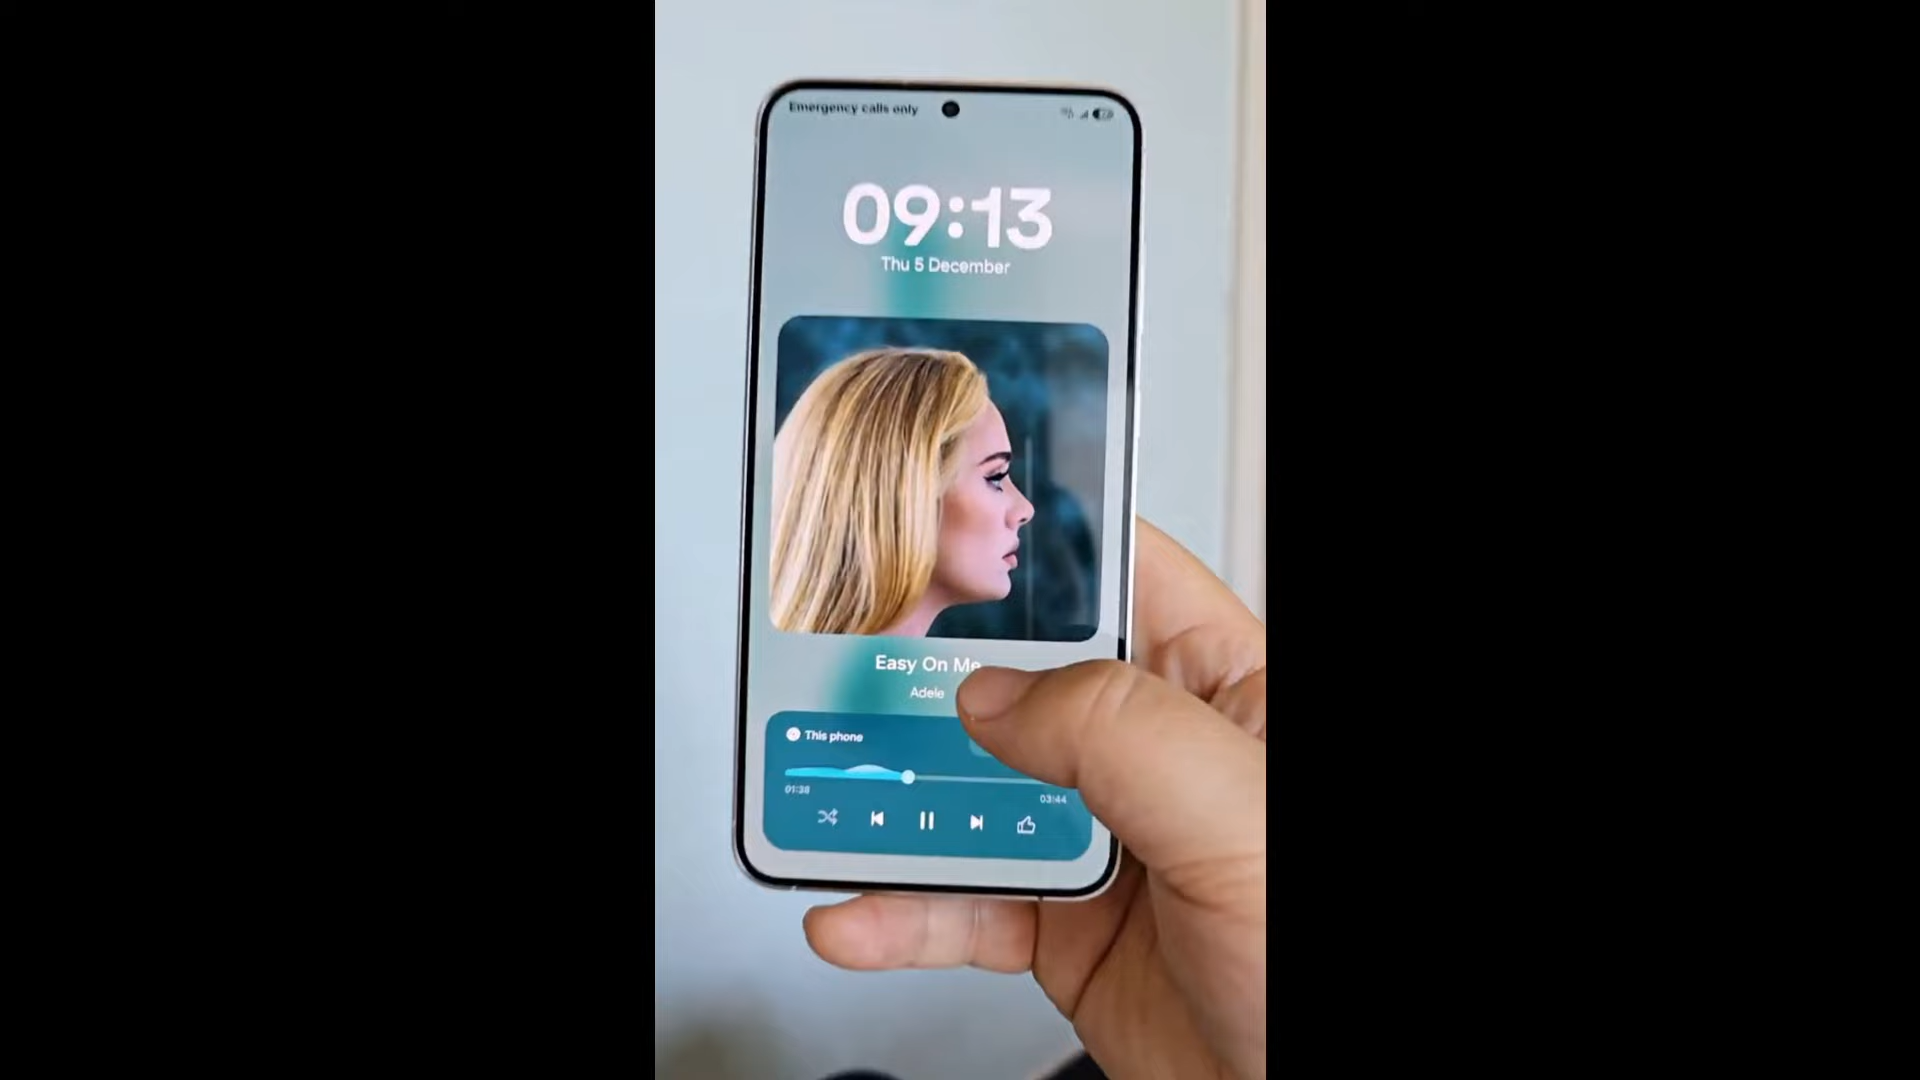 Emergency calls only
09:13
Thu 5 December
Easy On Me
Adele
This phone
01:38
03:44